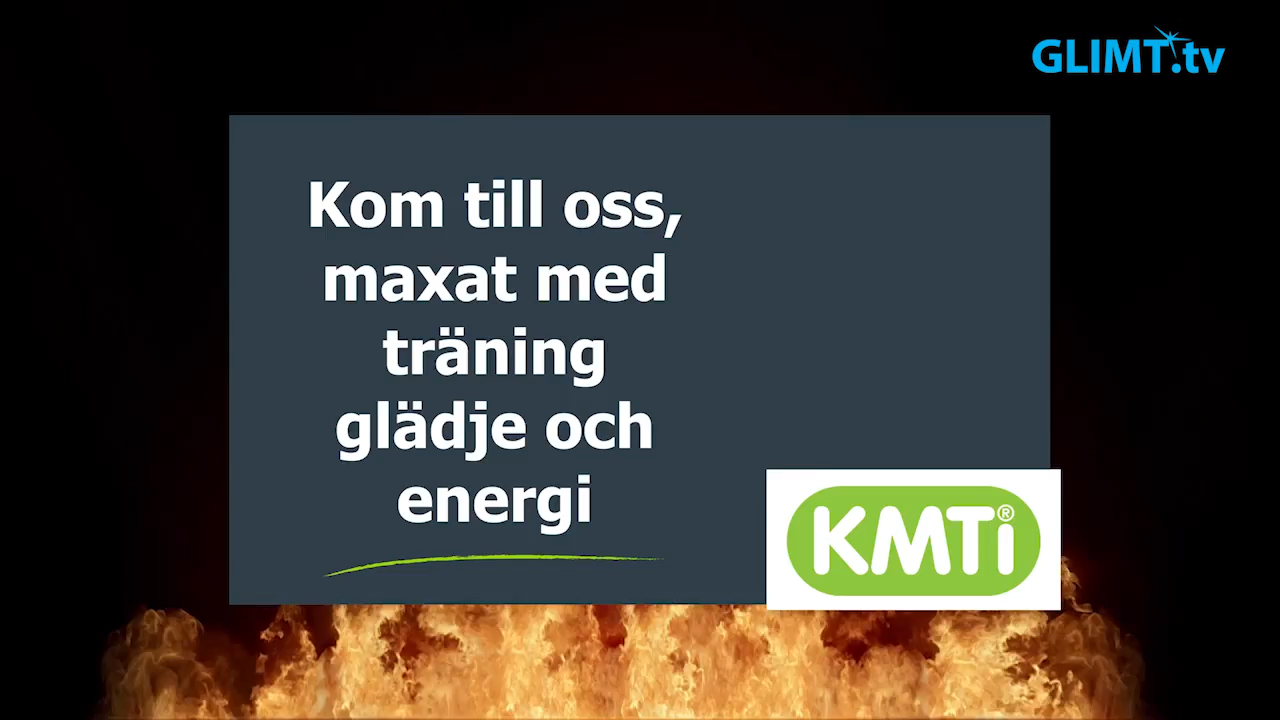 GLIMT.tv
Kom till oss,
maxat med
träning
glädje och
energi
KMTi®